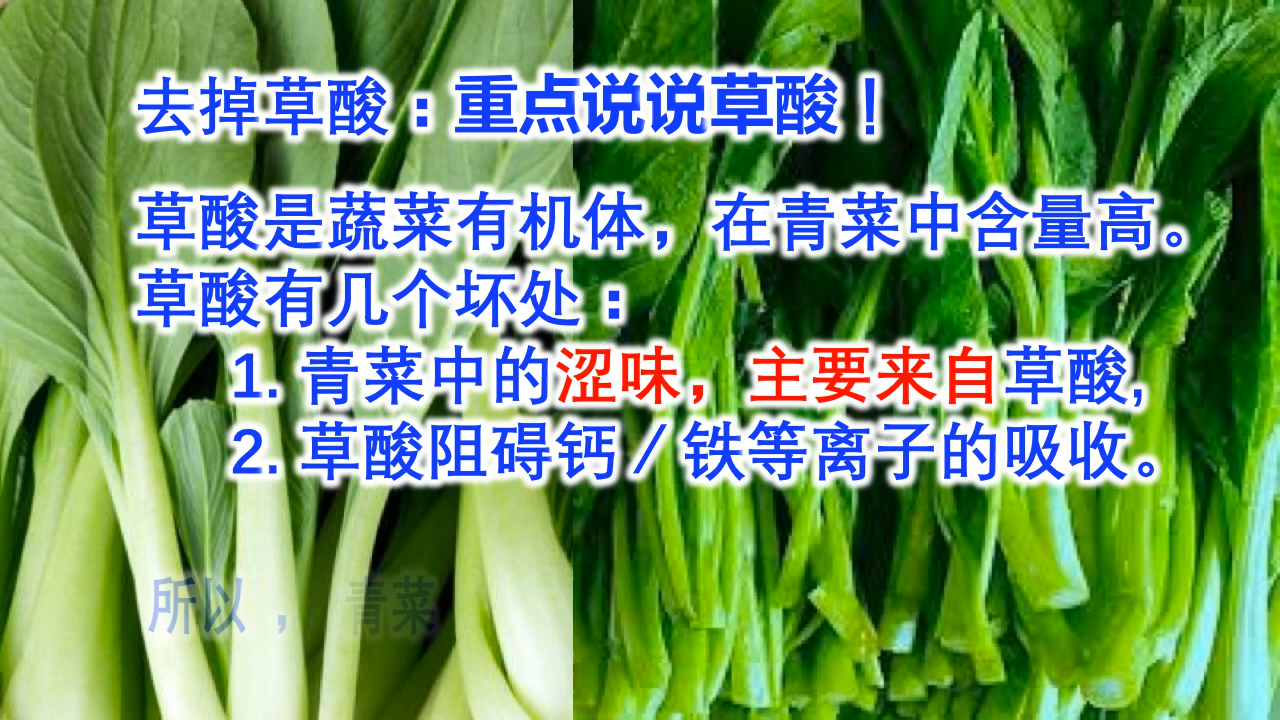 去掉草酸：重点说说草酸！
草酸是蔬菜有机体，在青菜中含量高。
草酸有几个坏处：
1. 青菜中的涩味，主要来自草酸,
2. 草酸阻碍钙／铁等离子的吸收。
所以，青菜